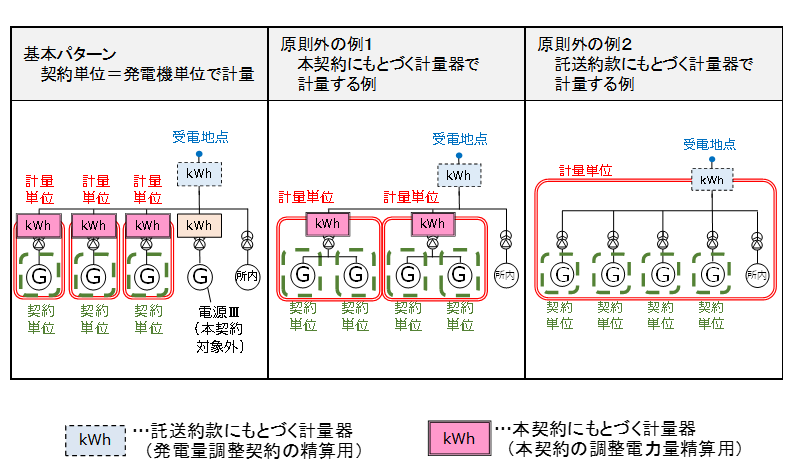 基本パターン
契約単位＝発電機単位で計量
原則外の例1
本契約にもとづく計量器で
計量する例
原則外の例２
託送約款にもとづく計量器で
計量する例
受電地点
kWh
計量
単位
計量
単位
計量
単位
kWh
kWh
kWh
kWh
G
G
G
G
所内
契約
単位
契約
単位
契約
単位
電源Ⅲ
（本契約
対象外）
受電地点
kWh
計量単位
計量単位
kWh
kWh
G
G
G
G
所内
契約
単位
契約
単位
契約
単位
契約
単位
受電地点
計量単位
kWh
G
G
G
G
所内
契約
単位
契約
単位
契約
単位
契約
単位
kWh
…託送約款にもとづく計量器
（発電量調整契約の精算用）
kWh
…本契約にもとづく計量器
（本契約の調整電力量精算用）